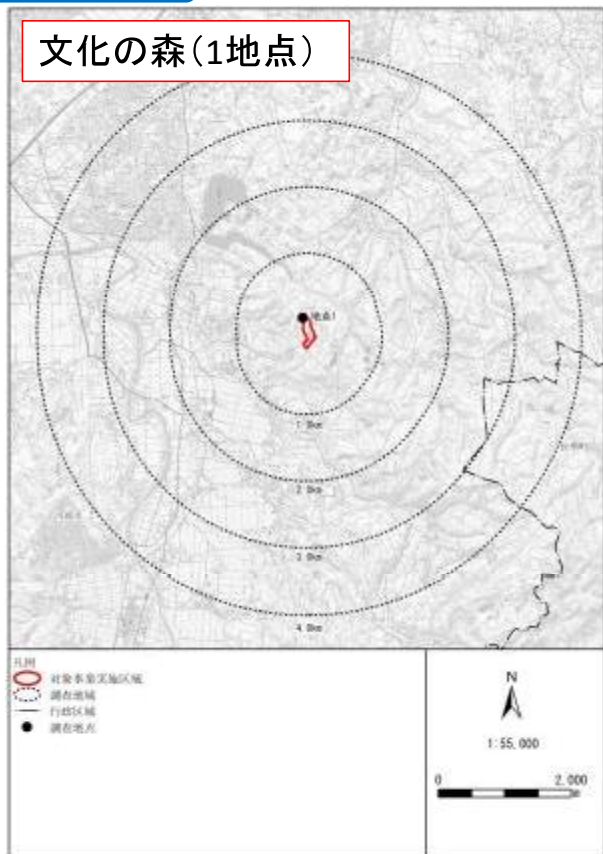 文化の森(1地点)
地点1
1.0km
2.0km
3.0km
4.0km
凡例
対象事業実施区域
調査地域
行政区域
調査地点
N
1:55,000
0 2,000
m